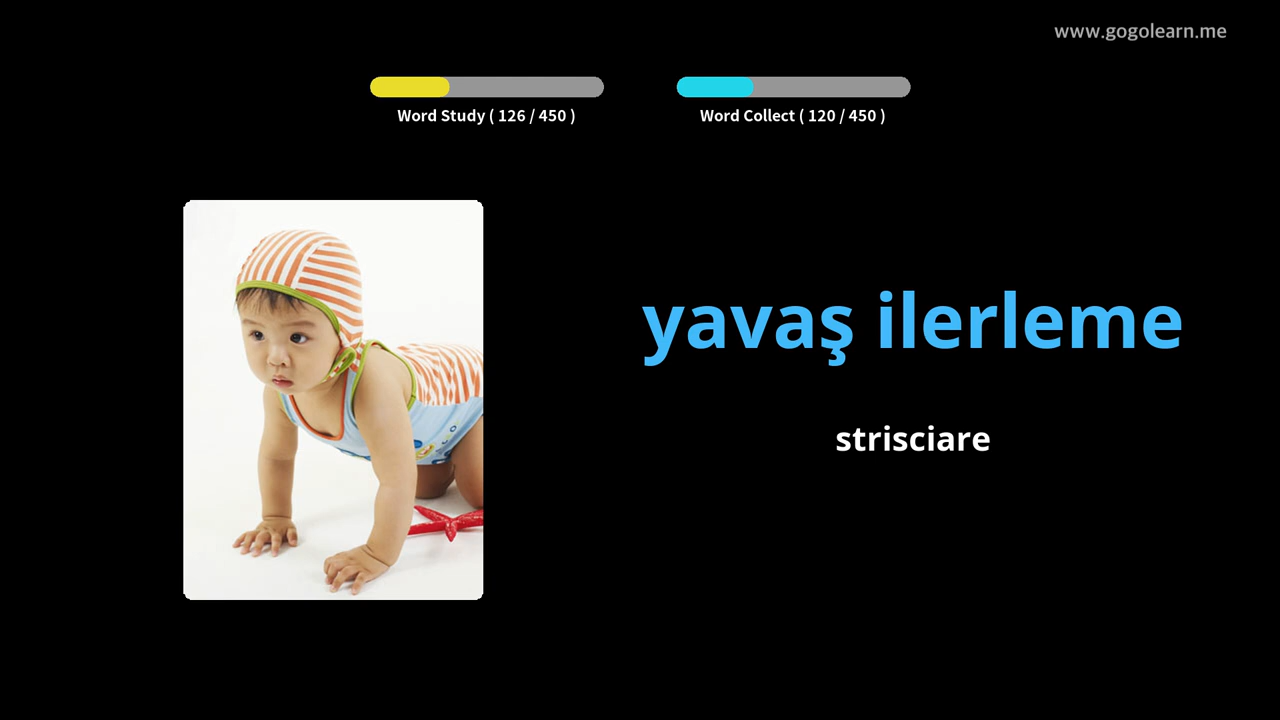 www.gogolearn.me
Word Study ( 126 / 450 )
Word Collect ( 120 / 450 )
yavaş ilerleme
strisciare